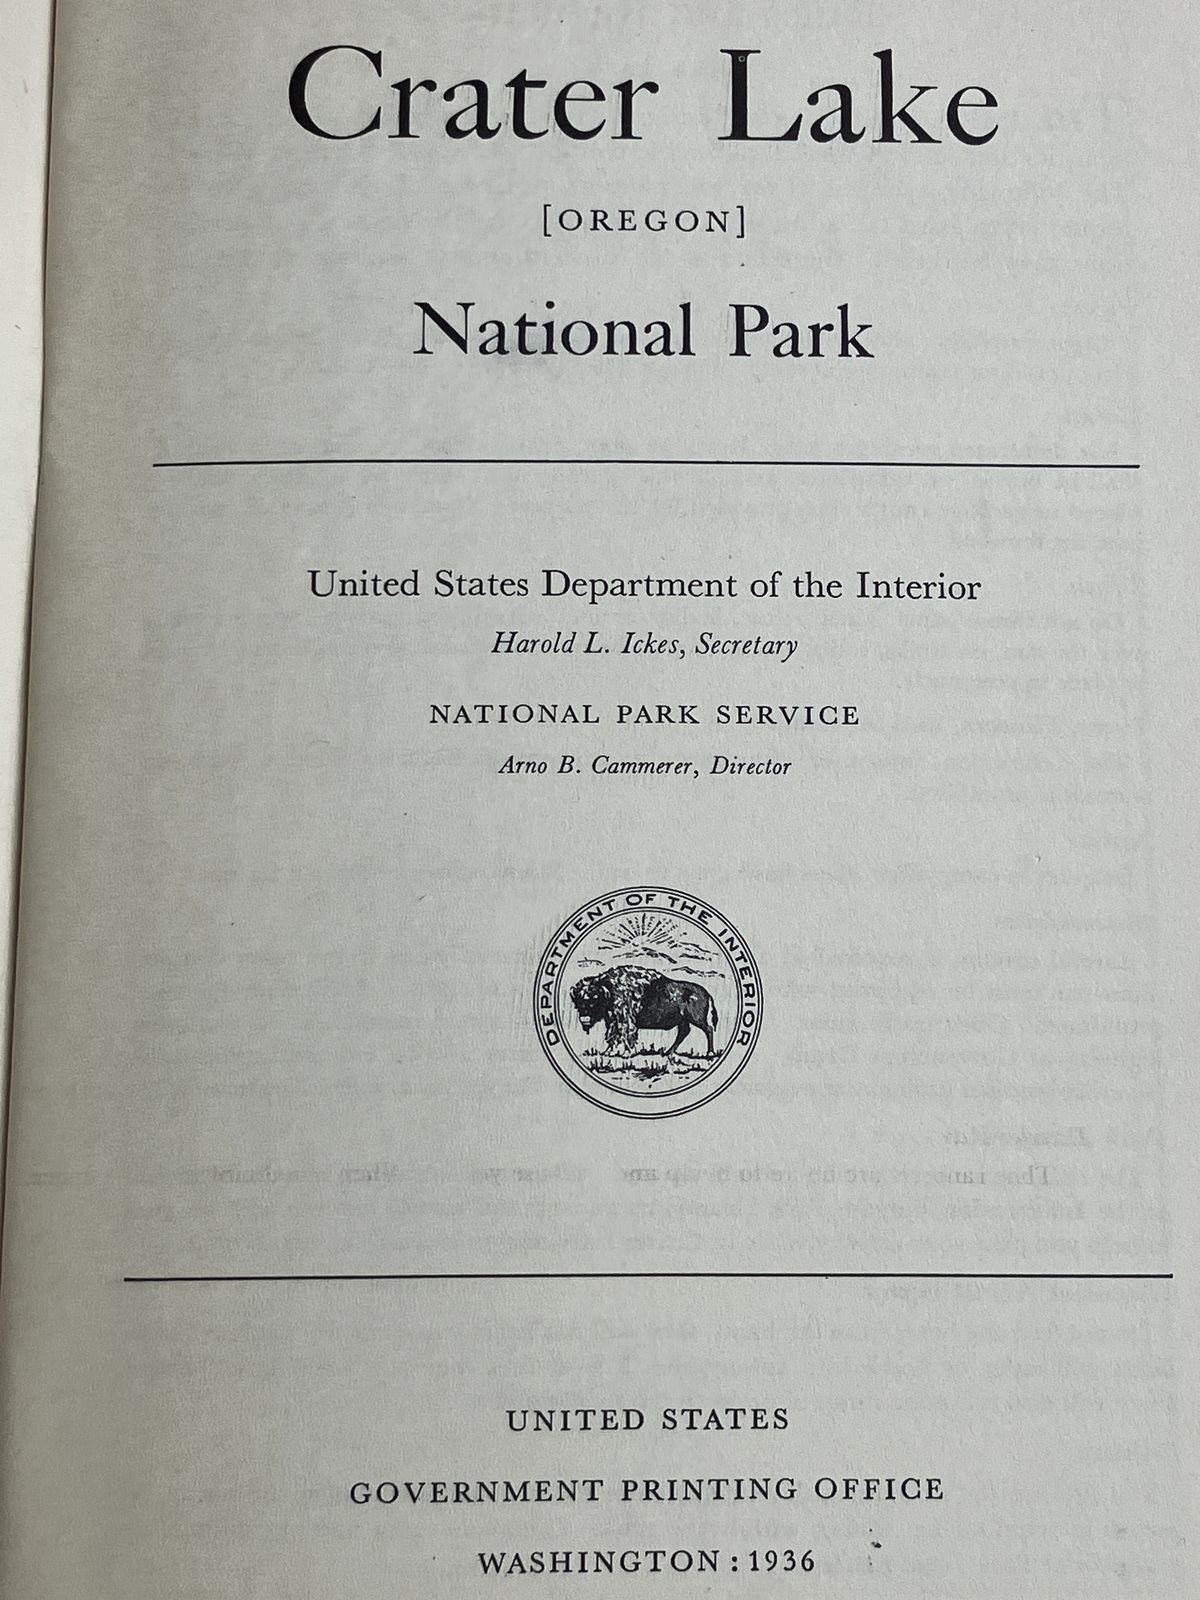 Crater Lake
[OREGON]
National Park
United States Department of the Interior
Harold L. Ickes, Secretary
NATIONAL PARK SERVICE
Arno B. Cammerer, Director
DEPARTMENT OF THE INTERIOR
UNITED STATES
GOVERNMENT PRINTING OFFICE
WASHINGTON : 1936